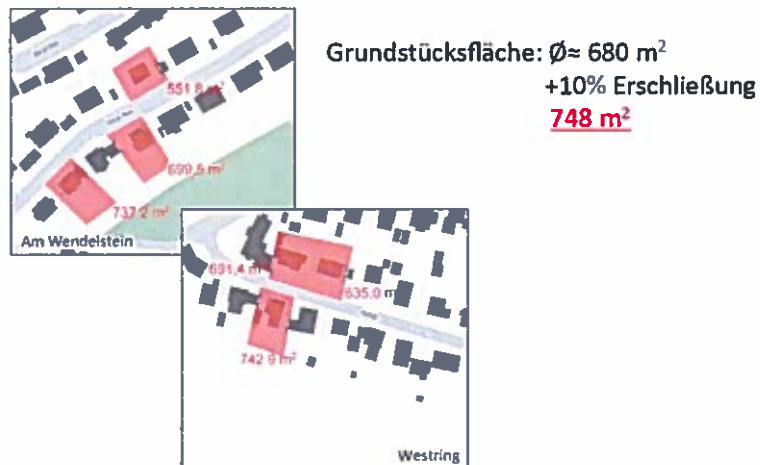 Grundstücksfläche: Ø≈ 680 m²
+10% Erschließung
748 m²
551,8 m²
699,5 m²
737,2 m²
Am Wendelstein
691,4 m²
635,0 m²
742,9 m²
Westring